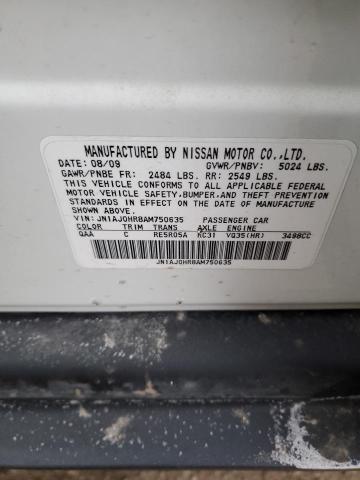 MANUFACTURED BY NISSAN MOTOR CO.,LTD.
DATE: 08/09 GVWR/PNBV: 5024 LBS.
GAWR/PNBE FR: 2484 LBS. RR: 2549 LBS.
THIS VEHICLE CONFORMS TO ALL APPLICABLE FEDERAL
MOTOR VEHICLE SAFETY, BUMPER, AND THEFT PREVENTION
STANDARDS IN EFFECT ON THE DATE OF MANUFACTURE
SHOWN ABOVE.
VIN: JN1AJ0HR8AM750635 PASSENGER CAR
COLOR TRIM TRANS AXLE ENGINE
QAA C RE5R05A KC31 VQ35(HR) 3498CC
JN1AJ0HR8AM750635